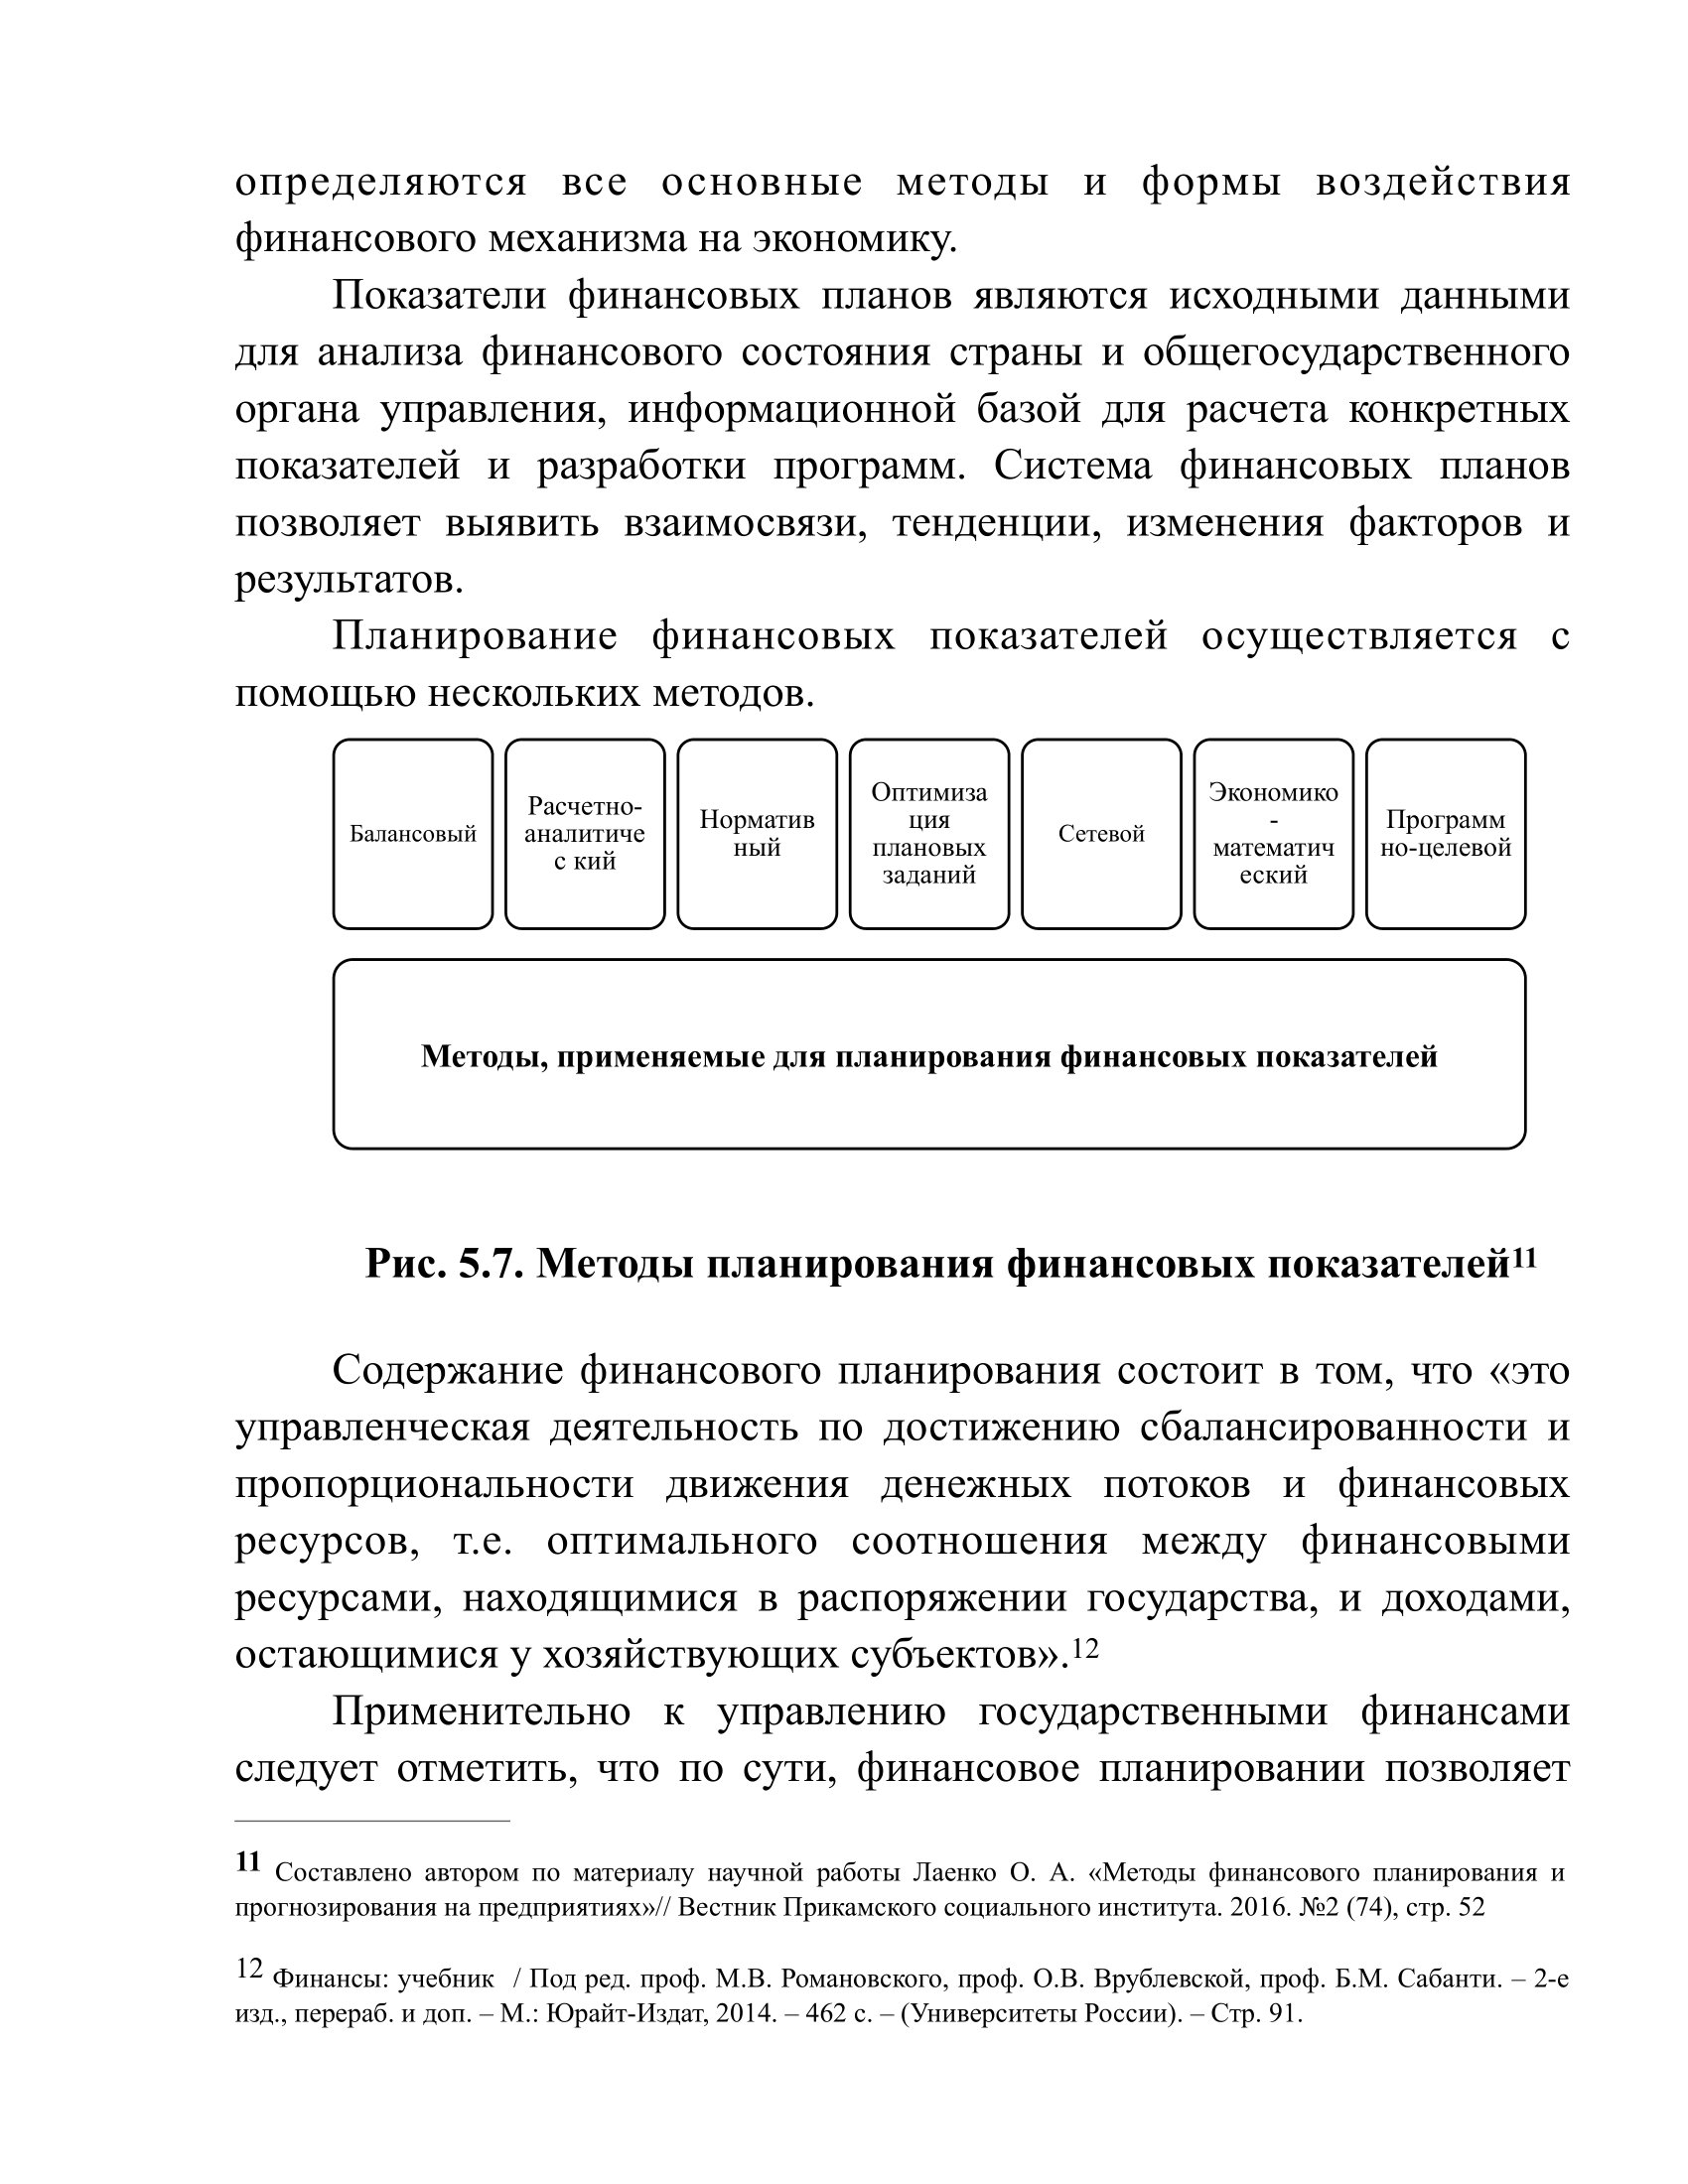 определяются все основные методы и формы воздействия
финансового механизма на экономику.
Показатели финансовых планов являются исходными данными
для анализа финансового состояния страны и общегосударственного
органа управления, информационной базой для расчета конкретных
показателей и разработки программ. Система финансовых планов
позволяет выявить взаимосвязи, тенденции, изменения факторов и
результатов.
Планирование финансовых показателей осуществляется с
помощью нескольких методов.
Балансовый
Расчетно-
аналитиче
с кий
Норматив
ный
Оптимиза
ция
плановых
заданий
Сетевой
Экономико
-
математич
еский
Программ
но-целевой
Методы, применяемые для планирования финансовых показателей
Рис. 5.7. Методы планирования финансовых показателей11
Содержание финансового планирования состоит в том, что «это
управленческая деятельность по достижению сбалансированности и
пропорциональности движения денежных потоков и финансовых
ресурсов, т.е. оптимального соотношения между финансовыми
ресурсами, находящимися в распоряжении государства, и доходами,
остающимися у хозяйствующих субъектов».12
Применительно к управлению государственными финансами
следует отметить, что по сути, финансовое планировании позволяет
11 Составлено автором по материалу научной работы Лаенко О. А. «Методы финансового планирования и
прогнозирования на предприятиях»// Вестник Прикамского социального института. 2016. №2 (74), стр. 52
12 Финансы: учебник / Под ред. проф. М.В. Романовского, проф. О.В. Врублевской, проф. Б.М. Сабанти. – 2-е
изд., перераб. и доп. – М.: Юрайт-Издат, 2014. – 462 с. – (Университеты России). – Стр. 91.